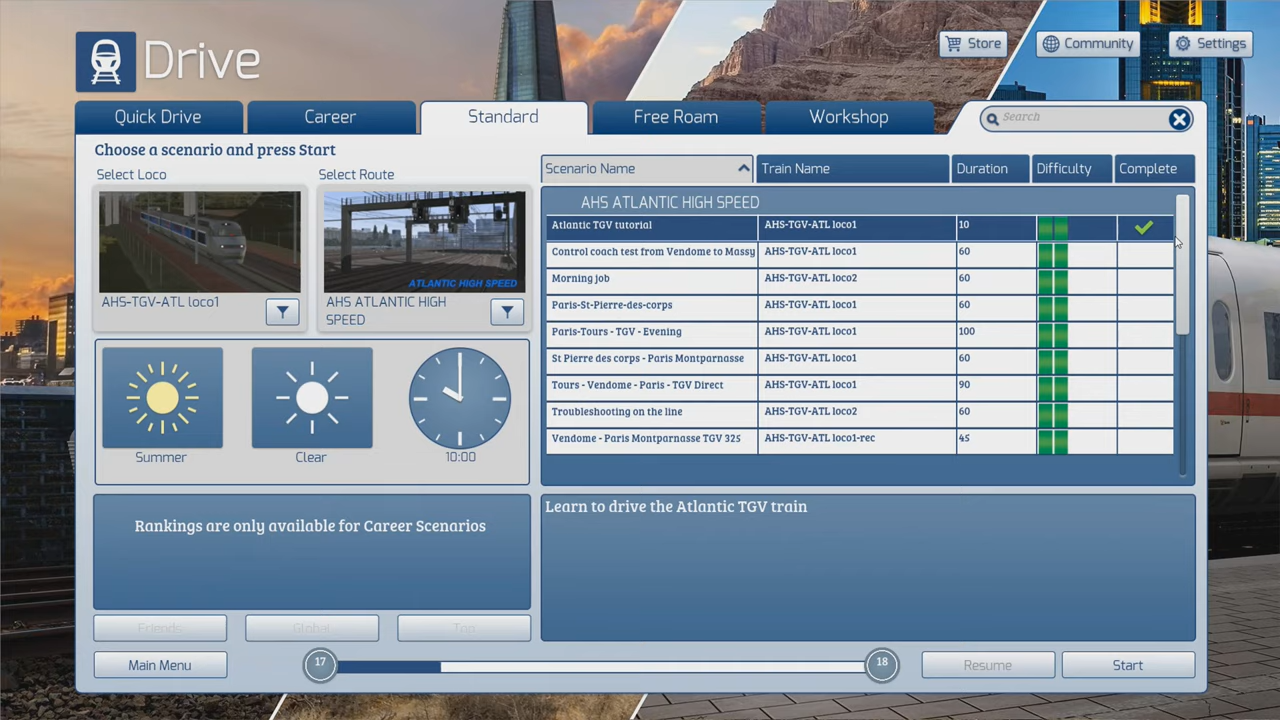 Drive
Store
Community
Settings
Quick Drive
Career
Standard
Free Roam
Workshop
Search
Choose a scenario and press Start
Select Loco
Select Route
ATLANTIC HIGH SPEED
AHS-TGV-ATL loco1
AHS ATLANTIC HIGH
SPEED
Summer
Clear
10:00
Scenario Name
Train Name
Duration
Difficulty
Complete
AHS ATLANTIC HIGH SPEED
Atlantic TGV tutorial AHS-TGV-ATL loco1 10
Control coach test from Vendome to Massy AHS-TGV-ATL loco1 60
Morning job AHS-TGV-ATL loco2 60
Paris-St-Pierre-des-corps AHS-TGV-ATL loco1 60
Paris-Tours - TGV - Evening AHS-TGV-ATL loco1 100
St Pierre des corps - Paris Montparnasse AHS-TGV-ATL loco1 60
Tours - Vendome - Paris - TGV Direct AHS-TGV-ATL loco1 90
Troubleshooting on the line AHS-TGV-ATL loco2 60
Vendome - Paris Montparnasse TGV 325 AHS-TGV-ATL loco1-rec 45
Rankings are only available for Career Scenarios
Learn to drive the Atlantic TGV train
Friends
Global
Top
Main Menu
17
18
Resume
Start